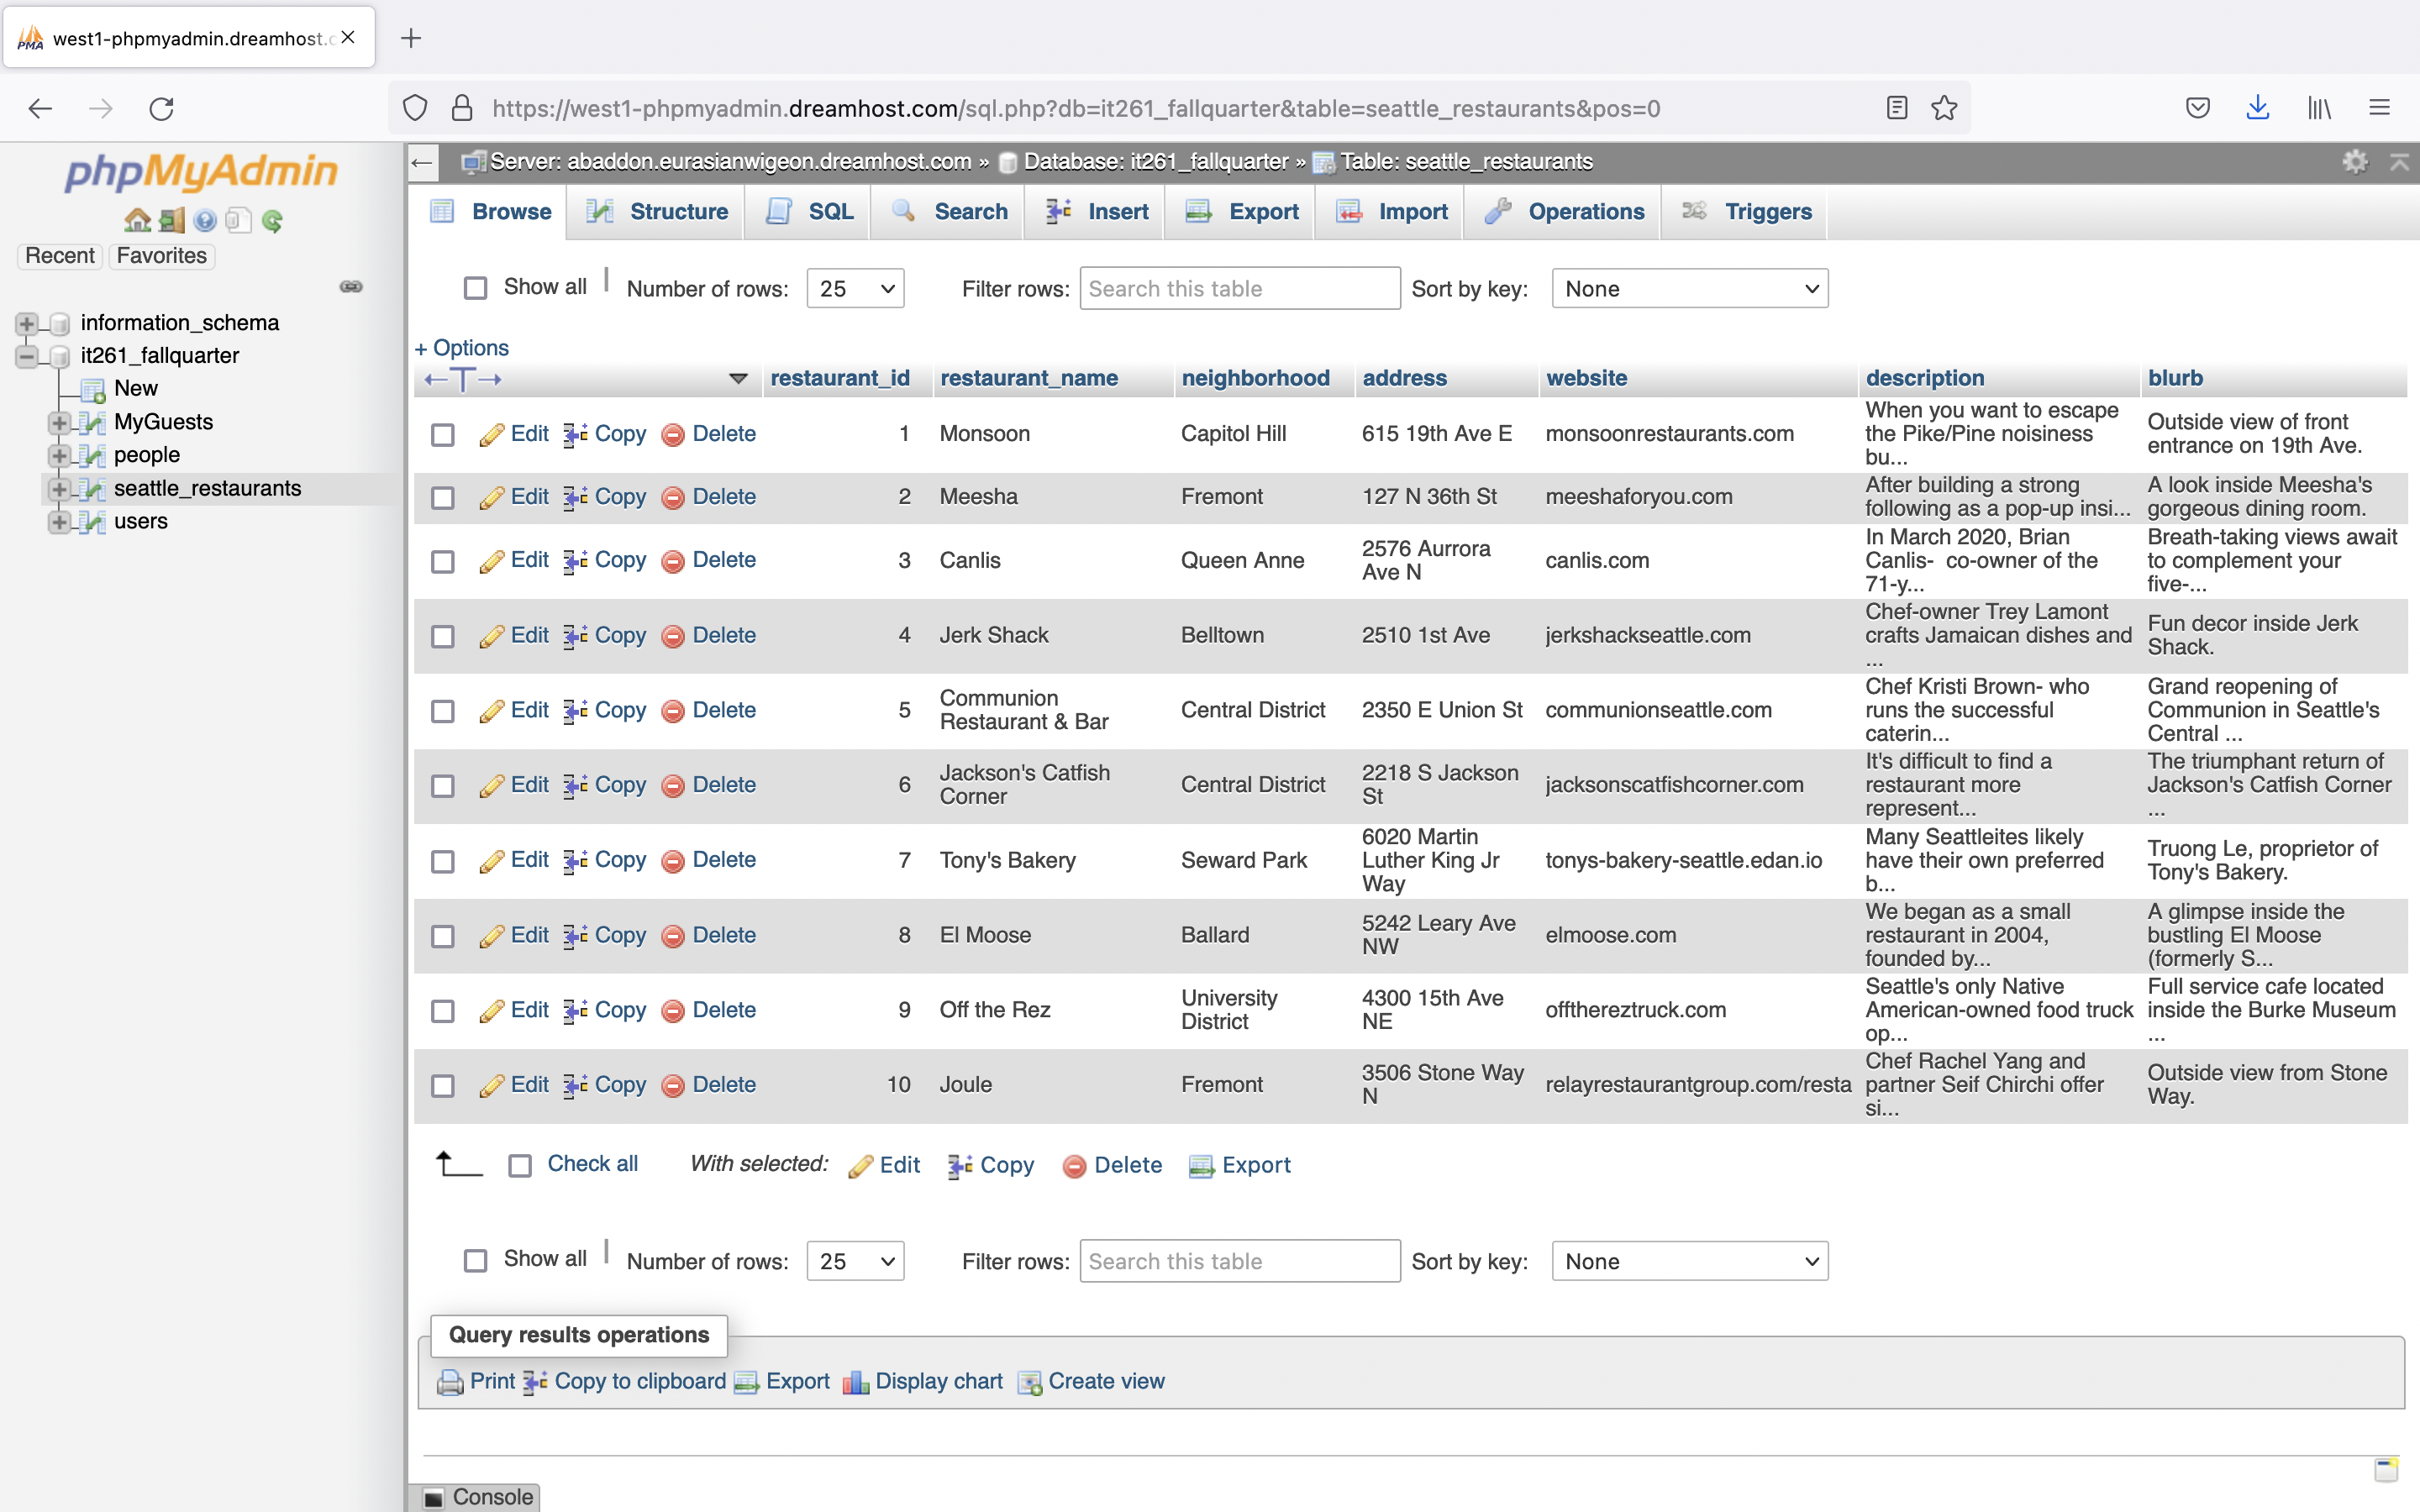 west1-phpmyadmin.dreamhost.c
https://west1-phpmyadmin.dreamhost.com/sql.php?db=it261_fallquarter&table=seattle_restaurants&pos=0
phpMyAdmin
Recent Favorites
information_schema
it261_fallquarter
New
MyGuests
people
seattle_restaurants
users
Server: abaddon.eurasianwigeon.dreamhost.com » Database: it261_fallquarter » Table: seattle_restaurants
Browse Structure SQL Search Insert Export Import Operations Triggers
Show all Number of rows: 25 Filter rows: Search this table Sort by key: None
+ Options
←T→ restaurant_id restaurant_name neighborhood address website description blurb
Edit Copy Delete 1 Monsoon Capitol Hill 615 19th Ave E monsoonrestaurants.com
When you want to escape
the Pike/Pine noisiness
bu...
Outside view of front
entrance on 19th Ave.
Edit Copy Delete 2 Meesha Fremont 127 N 36th St meeshaforyou.com
After building a strong
following as a pop-up insi...
A look inside Meesha's
gorgeous dining room.
Edit Copy Delete 3 Canlis Queen Anne
2576 Aurrora
Ave N
canlis.com
In March 2020, Brian
Canlis- co-owner of the
71-y...
Breath-taking views await
to complement your
five-...
Edit Copy Delete 4 Jerk Shack Belltown 2510 1st Ave jerkshackseattle.com
Chef-owner Trey Lamont
crafts Jamaican dishes and
...
Fun decor inside Jerk
Shack.
Edit Copy Delete 5
Communion
Restaurant & Bar
Central District 2350 E Union St communionseattle.com
Chef Kristi Brown- who
runs the successful
caterin...
Grand reopening of
Communion in Seattle's
Central ...
Edit Copy Delete 6
Jackson's Catfish
Corner
Central District
2218 S Jackson
St
jacksonscatfishcorner.com
It's difficult to find a
restaurant more
represent...
The triumphant return of
Jackson's Catfish Corner
...
Edit Copy Delete 7 Tony's Bakery Seward Park
6020 Martin
Luther King Jr
Way
tonys-bakery-seattle.edan.io
Many Seattleites likely
have their own preferred
b...
Truong Le, proprietor of
Tony's Bakery.
Edit Copy Delete 8 El Moose Ballard
5242 Leary Ave
NW
elmoose.com
We began as a small
restaurant in 2004,
founded by...
A glimpse inside the
bustling El Moose
(formerly S...
Edit Copy Delete 9 Off the Rez
University
District
4300 15th Ave
NE
offthereztruck.com
Seattle's only Native
American-owned food truck
op...
Full service cafe located
inside the Burke Museum
...
Edit Copy Delete 10 Joule Fremont
3506 Stone Way
N
relayrestaurantgroup.com/resta
Chef Rachel Yang and
partner Seif Chirchi offer
si...
Outside view from Stone
Way.
Check all With selected: Edit Copy Delete Export
Show all Number of rows: 25 Filter rows: Search this table Sort by key: None
Query results operations
Print Copy to clipboard Export Display chart Create view
Console